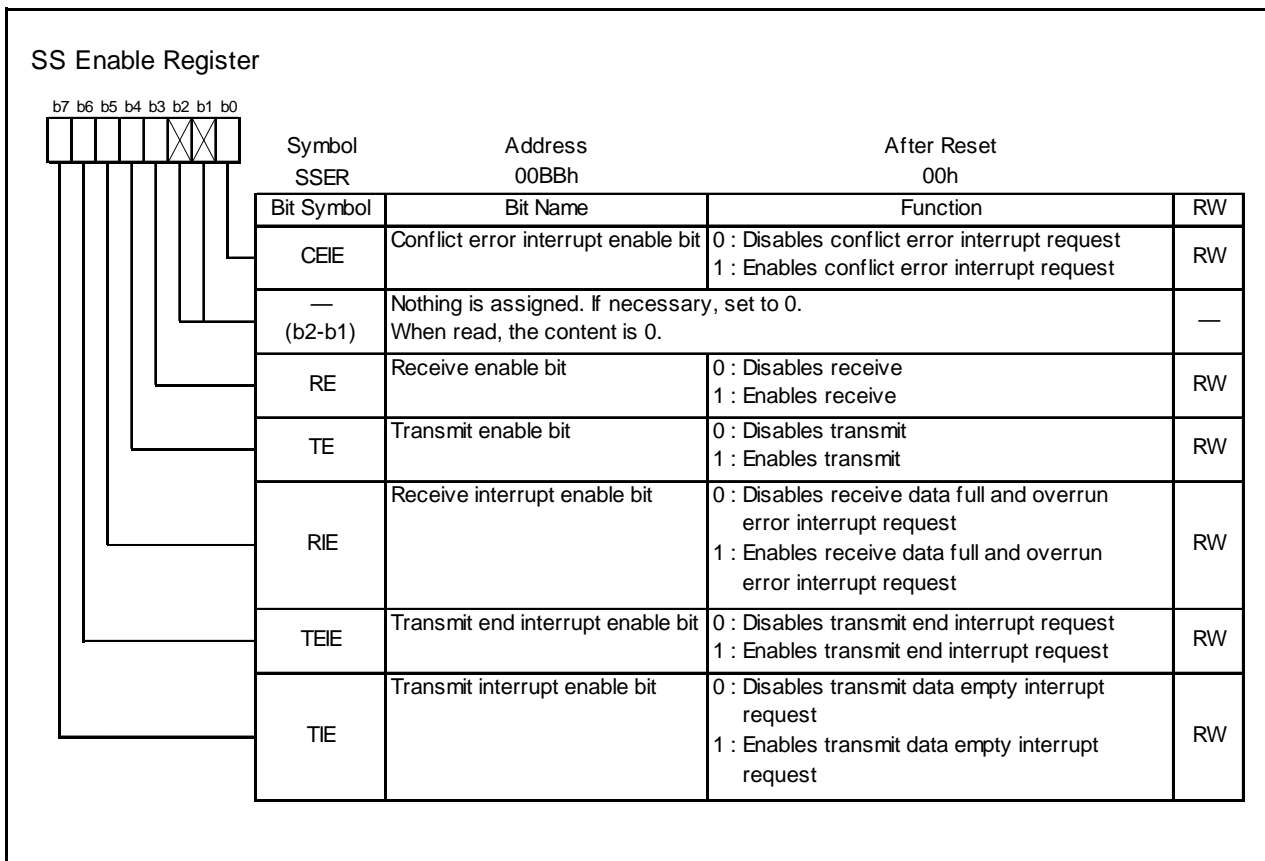 SS Enable Register
b7 b6 b5 b4 b3 b2 b1 b0
Symbol Address After Reset
SSER 00BBh 00h
Bit Symbol Bit Name Function RW
CEIE Conflict error interrupt enable bit 0 : Disables conflict error interrupt request
1 : Enables conflict error interrupt request RW
— (b2-b1) Nothing is assigned. If necessary, set to 0.
When read, the content is 0. —
RE Receive enable bit 0 : Disables receive
1 : Enables receive RW
TE Transmit enable bit 0 : Disables transmit
1 : Enables transmit RW
RIE Receive interrupt enable bit 0 : Disables receive data full and overrun
error interrupt request
1 : Enables receive data full and overrun
error interrupt request RW
TEIE Transmit end interrupt enable bit 0 : Disables transmit end interrupt request
1 : Enables transmit end interrupt request RW
TIE Transmit interrupt enable bit 0 : Disables transmit data empty interrupt
request
1 : Enables transmit data empty interrupt
request RW